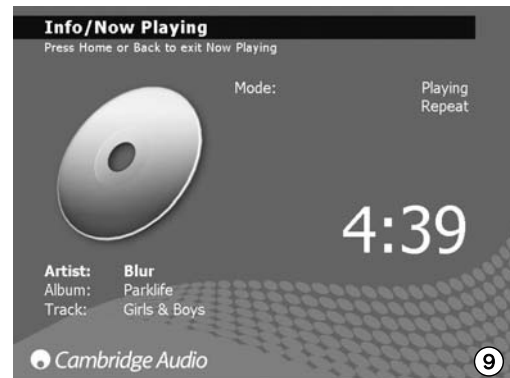 Info/Now Playing
Press Home or Back to exit Now Playing
Mode: Playing
Repeat
4:39
Artist: Blur
Album: Parklife
Track: Girls & Boys
Cambridge Audio
9